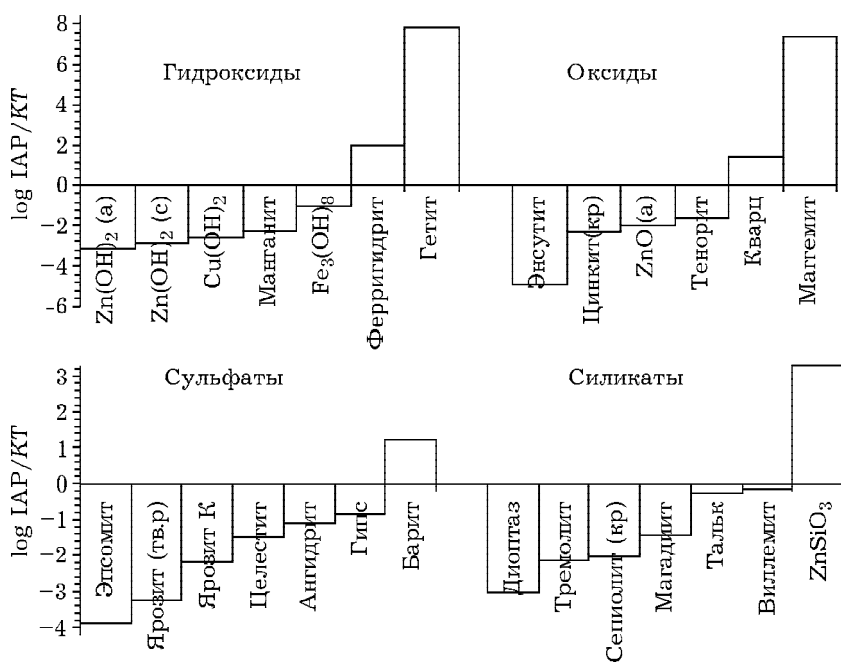 log IAP/KT
8
6
4
2
0
-2
-4
-6
Гидроксиды
Оксиды
Zn(OH)2 (a)
Zn(OH)2 (c)
Cu(OH)2
Манганит
Fe3(OH)8
Ферригидрит
Гетит
Энсутит
Цинкит(кр)
ZnO(a)
Тенорит
Кварц
Маггемит
log IAP/KT
3
2
1
0
-1
-2
-3
-4
Сульфаты
Силикаты
Эпсомит
Ярозит (тв.р)
Ярозит К
Целестит
Ангидрит
Гипс
Барит
Диоптаз
Тремолит
Сепиолит (кр)
Магадиит
Тальк
Виллемит
ZnSiO3